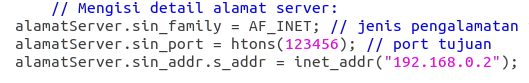 // Mengisi detail alamat server:
alamatServer.sin_family = AF_INET; // jenis pengalamatan
alamatServer.sin_port = htons(123456); // port tujuan
alamatServer.sin_addr.s_addr = inet_addr("192.168.0.2");